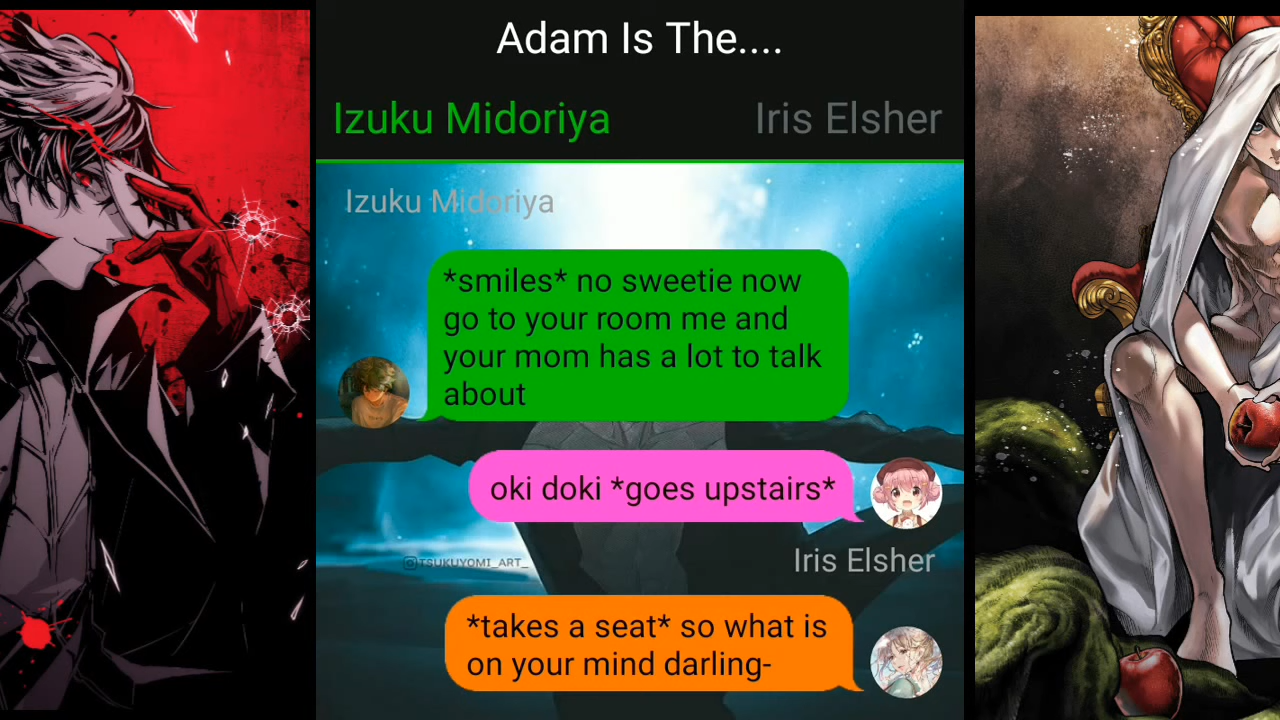 Adam Is The....
Izuku Midoriya Iris Elsher
Izuku Midoriya
*smiles* no sweetie now
go to your room me and
your mom has a lot to talk
about
oki doki *goes upstairs*
TSUKUYOMI_ART_
Iris Elsher
*takes a seat* so what is
on your mind darling-